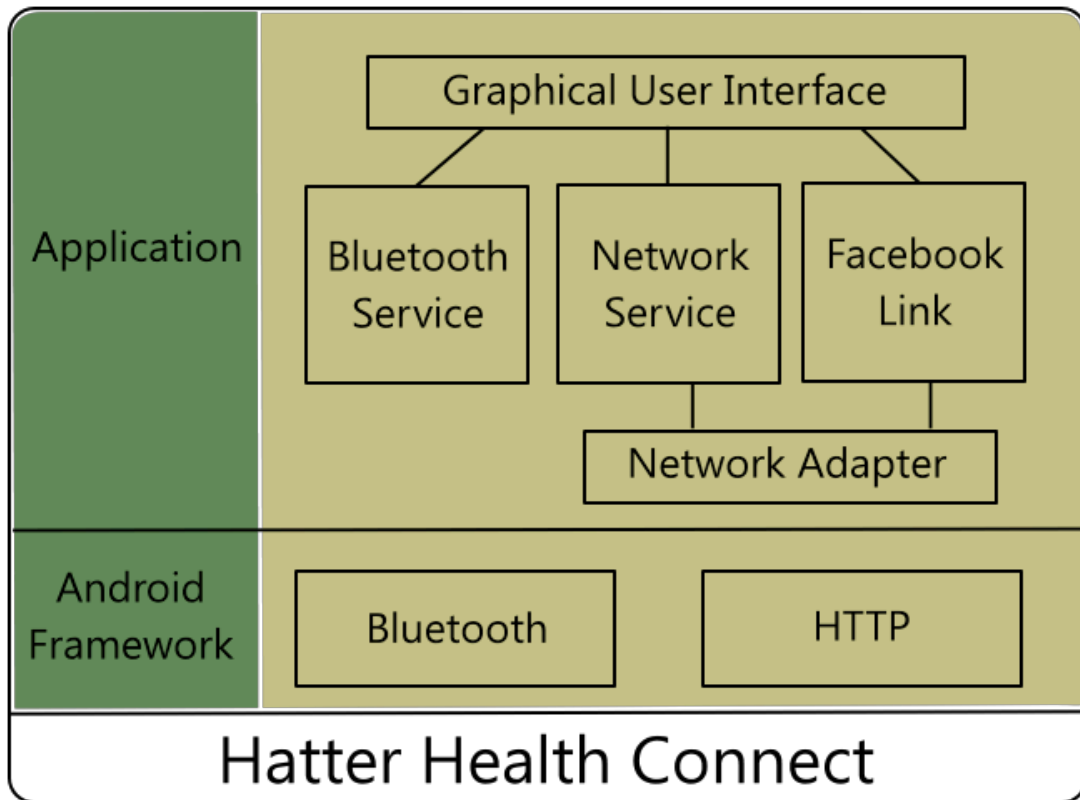 Graphical User Interface
Application
Bluetooth
Service
Network
Service
Facebook
Link
Network Adapter
Android
Framework
Bluetooth
HTTP
Hatter Health Connect